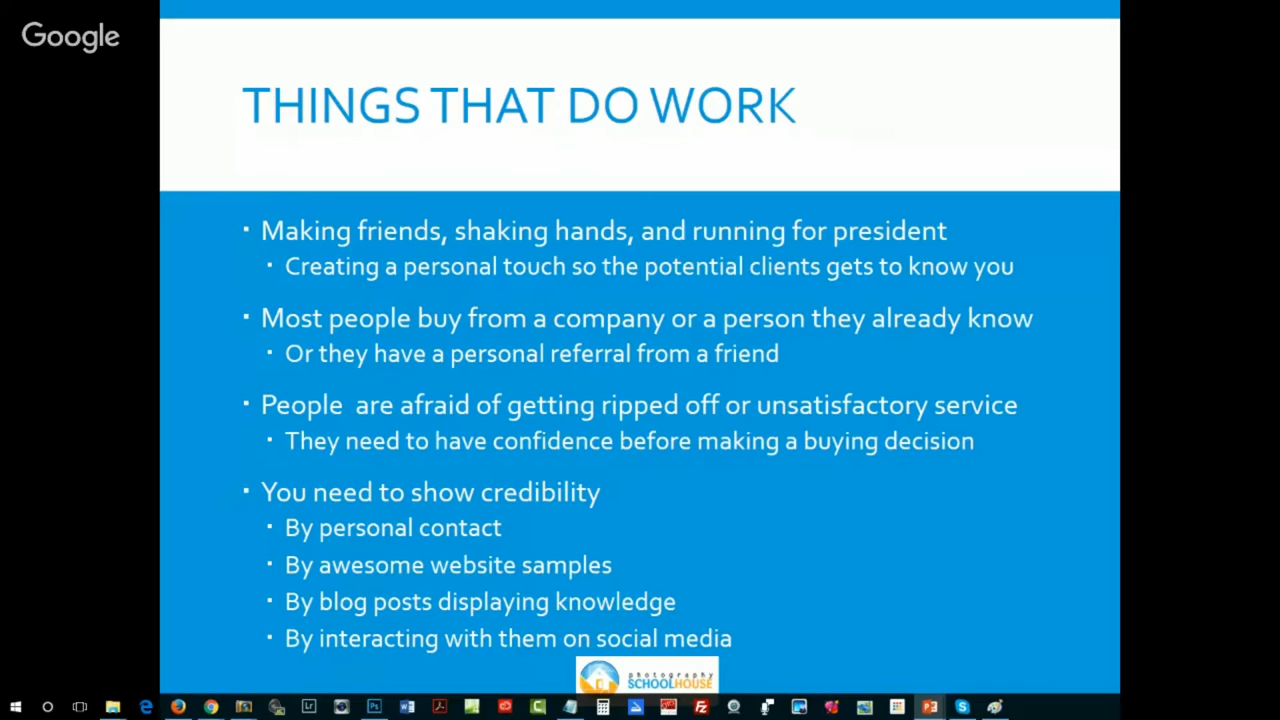 Google
THINGS THAT DO WORK
Making friends, shaking hands, and running for president
Creating a personal touch so the potential clients gets to know you
Most people buy from a company or a person they already know
Or they have a personal referral from a friend
People are afraid of getting ripped off or unsatisfactory service
They need to have confidence before making a buying decision
You need to show credibility
By personal contact
By awesome website samples
By blog posts displaying knowledge
By interacting with them on social media
photography
SCHOOLHOUSE